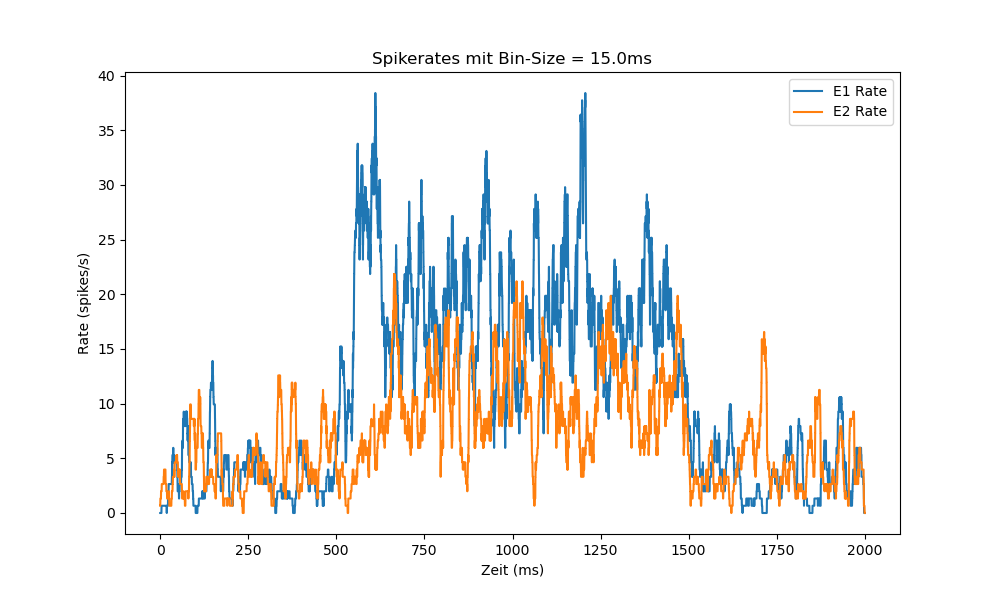 Spikerates mit Bin-Size = 15.0ms
E1 Rate
E2 Rate
Rate (spikes/s)
40
35
30
25
20
15
10
5
0
0 250 500 750 1000 1250 1500 1750 2000
Zeit (ms)